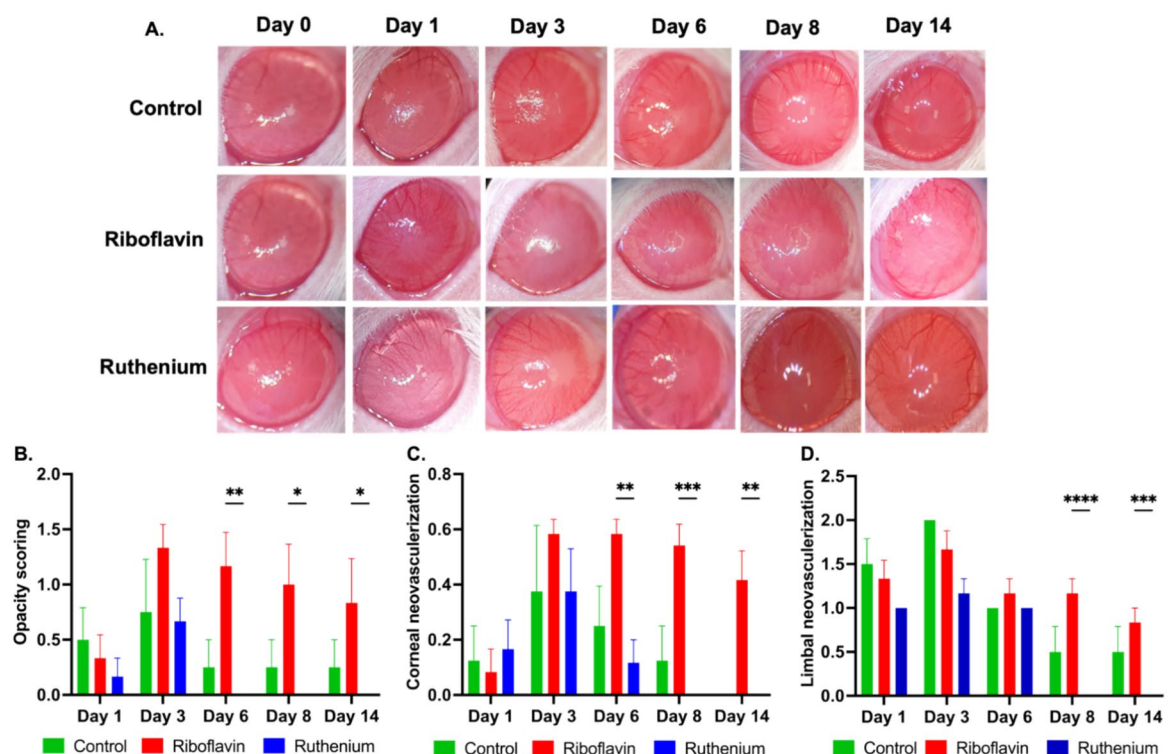 A.
Day 0 Day 1 Day 3 Day 6 Day 8 Day 14
Control
Riboflavin
Ruthenium
B.
Opacity scoring
2.0
1.5
1.0
0.5
0.0
** * *
Day 1 Day 3 Day 6 Day 8 Day 14
Control Riboflavin Ruthenium
C.
Corneal neovascularization
0.8
0.6
0.4
0.2
0.0
** *** **
Day 1 Day 3 Day 6 Day 8 Day 14
Control Riboflavin Ruthenium
D.
Limbal neovascularization
2.5
2.0
1.5
1.0
0.5
0.0
**** ***
Day 1 Day 3 Day 6 Day 8 Day 14
Control Riboflavin Ruthenium